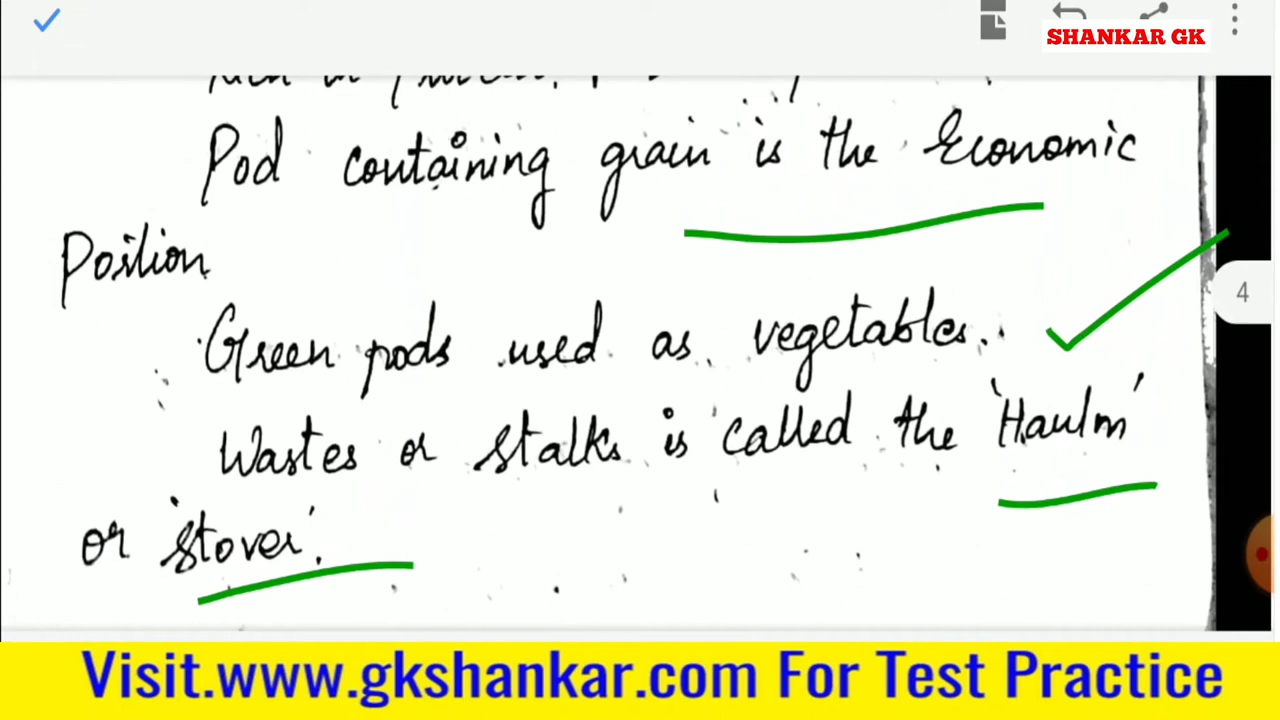 SHANKAR GK
Pod containing grain is the Economic
Position
4
Green pods used as vegetables.
Wastes or stalks is called the 'Haulm'
or 'stover'.
Visit.www.gkshankar.com For Test Practice